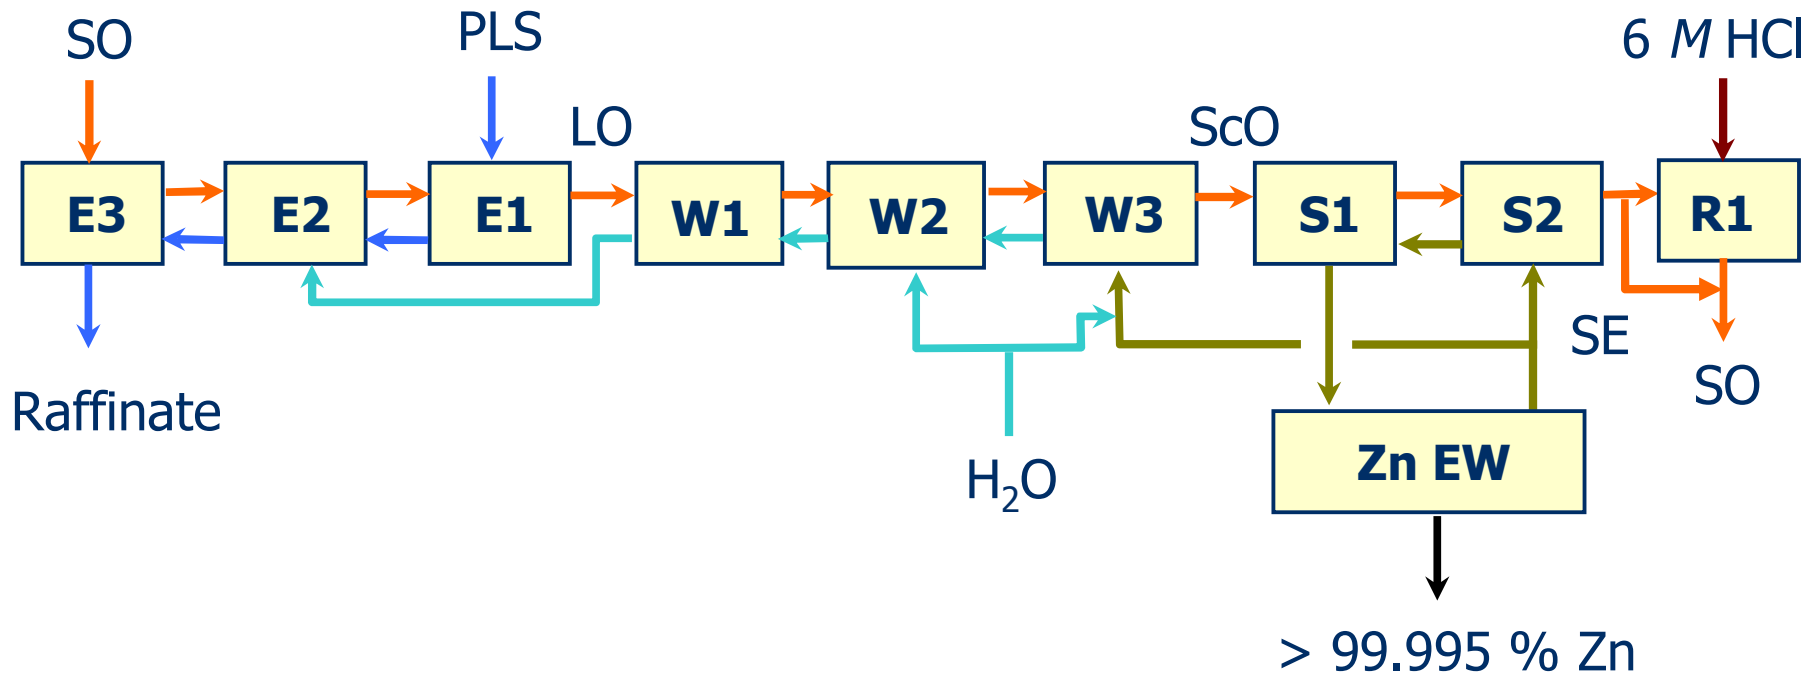 SO
PLS
6 M HCl
LO
ScO
E3
E2
E1
W1
W2
W3
S1
S2
R1
SE
SO
Raffinate
H₂O
Zn EW
> 99.995 % Zn